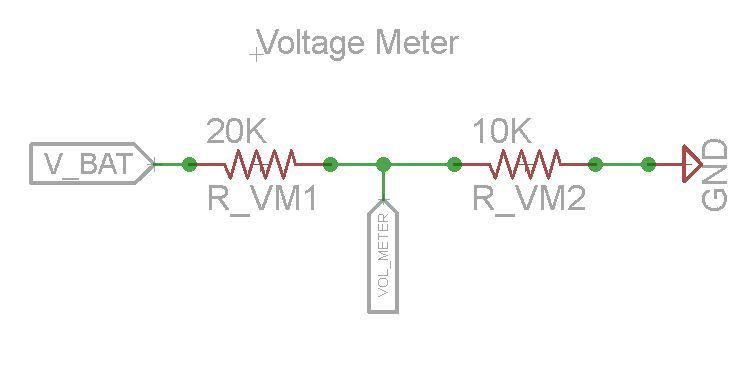 Voltage Meter
20K
10K
V_BAT
R_VM1
R_VM2
GND
VOL_METER